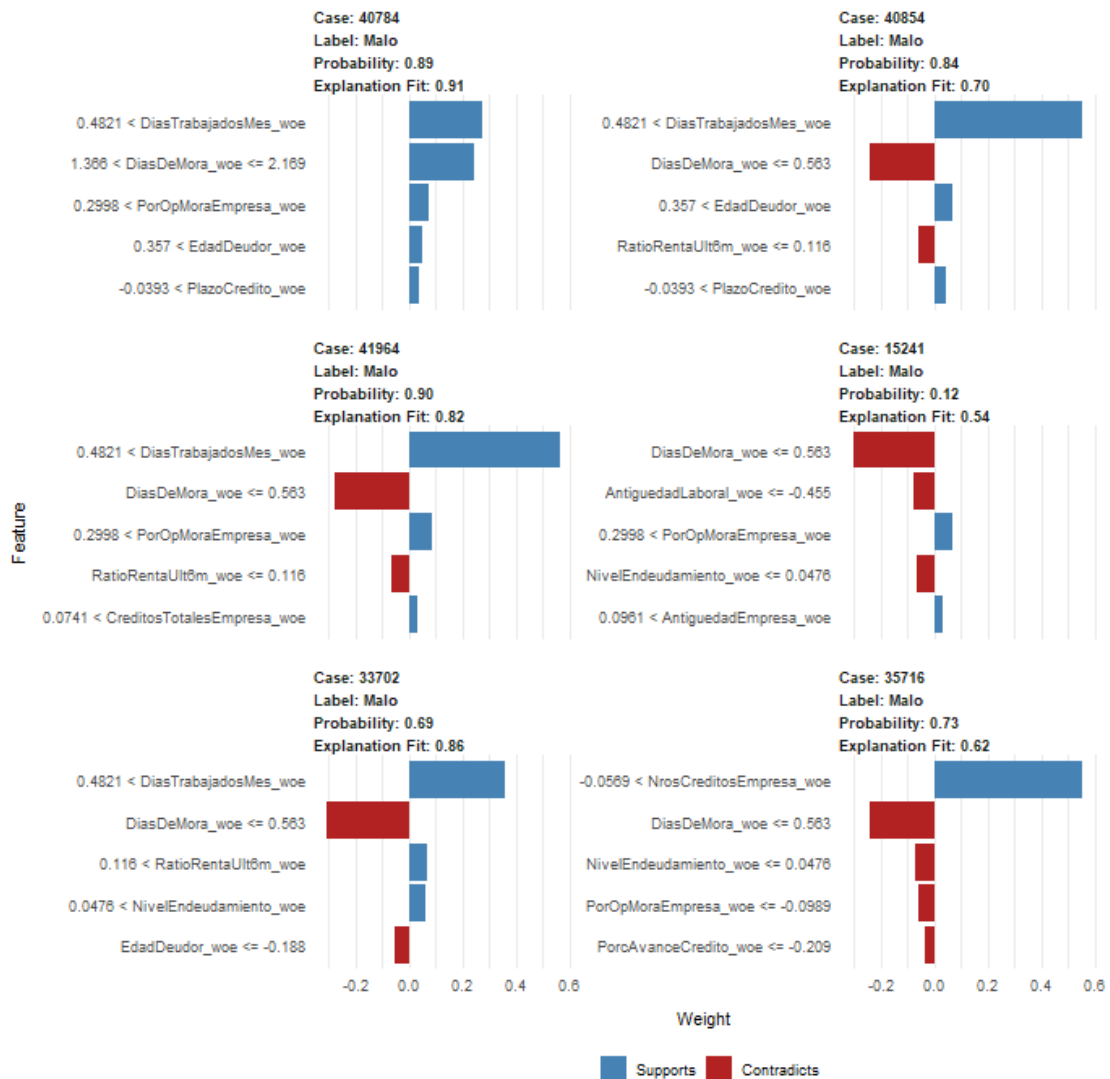 Case: 40784
Label: Malo
Probability: 0.89
Explanation Fit: 0.91
0.4821 < DiasTrabajadosMes_woe
1.366 < DiasDeMora_woe <= 2.169
0.2998 < PorOpMoraEmpresa_woe
0.357 < EdadDeudor_woe
-0.0393 < PlazoCredito_woe
Case: 40854
Label: Malo
Probability: 0.84
Explanation Fit: 0.70
0.4821 < DiasTrabajadosMes_woe
DiasDeMora_woe <= 0.563
0.357 < EdadDeudor_woe
RatioRentaUlt6m_woe <= 0.116
-0.0393 < PlazoCredito_woe
Case: 41964
Label: Malo
Probability: 0.90
Explanation Fit: 0.82
0.4821 < DiasTrabajadosMes_woe
DiasDeMora_woe <= 0.563
0.2998 < PorOpMoraEmpresa_woe
RatioRentaUlt6m_woe <= 0.116
0.0741 < CreditosTotalesEmpresa_woe
Case: 15241
Label: Malo
Probability: 0.12
Explanation Fit: 0.54
DiasDeMora_woe <= 0.563
AntiguedadLaboral_woe <= -0.455
0.2998 < PorOpMoraEmpresa_woe
NivelEndeudamiento_woe <= 0.0476
0.0961 < AntiguedadEmpresa_woe
Case: 33702
Label: Malo
Probability: 0.69
Explanation Fit: 0.86
0.4821 < DiasTrabajadosMes_woe
DiasDeMora_woe <= 0.563
0.116 < RatioRentaUlt6m_woe
0.0476 < NivelEndeudamiento_woe
EdadDeudor_woe <= -0.188
-0.2 0.0 0.2 0.4 0.6
Case: 35716
Label: Malo
Probability: 0.73
Explanation Fit: 0.62
-0.0569 < NrosCreditosEmpresa_woe
DiasDeMora_woe <= 0.563
NivelEndeudamiento_woe <= 0.0476
PorOpMoraEmpresa_woe <= -0.0989
PorcAvanceCredito_woe <= -0.209
-0.2 0.0 0.2 0.4 0.6
Feature
Weight
Supports Contradicts